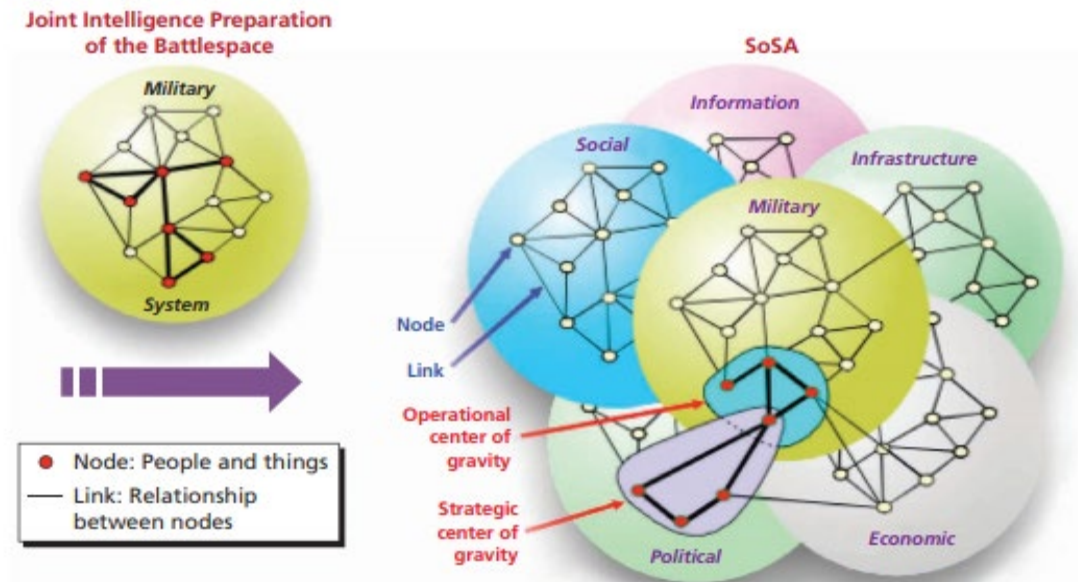 Joint Intelligence Preparation
of the Battlespace
Military
System
Node: People and things
Link: Relationship
between nodes
SoSA
Information
Social
Infrastructure
Military
Node
Link
Operational
center of
gravity
Strategic
center of
gravity
Political
Economic